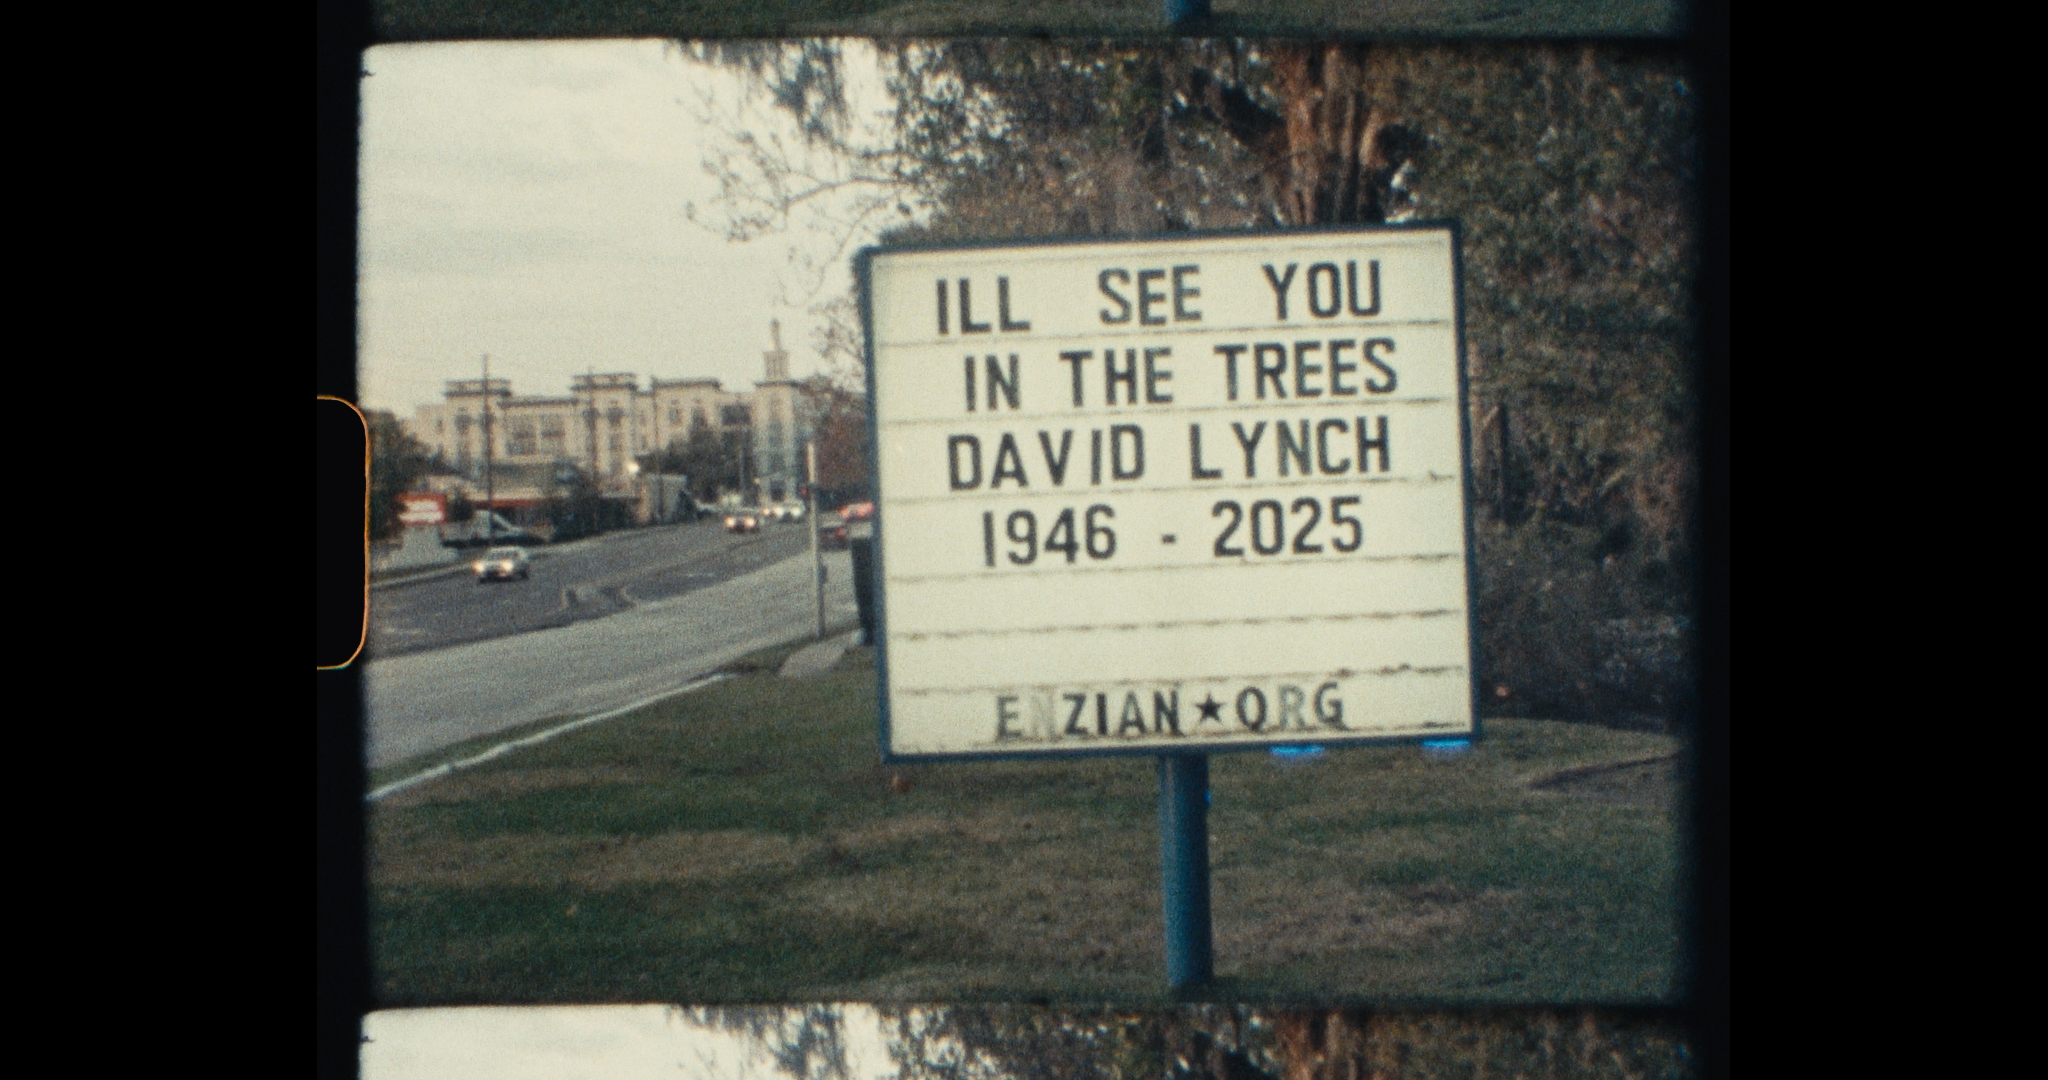 ILL SEE YOU
IN THE TREES
DAVID LYNCH
1946 - 2025
ENZIAN★ORG